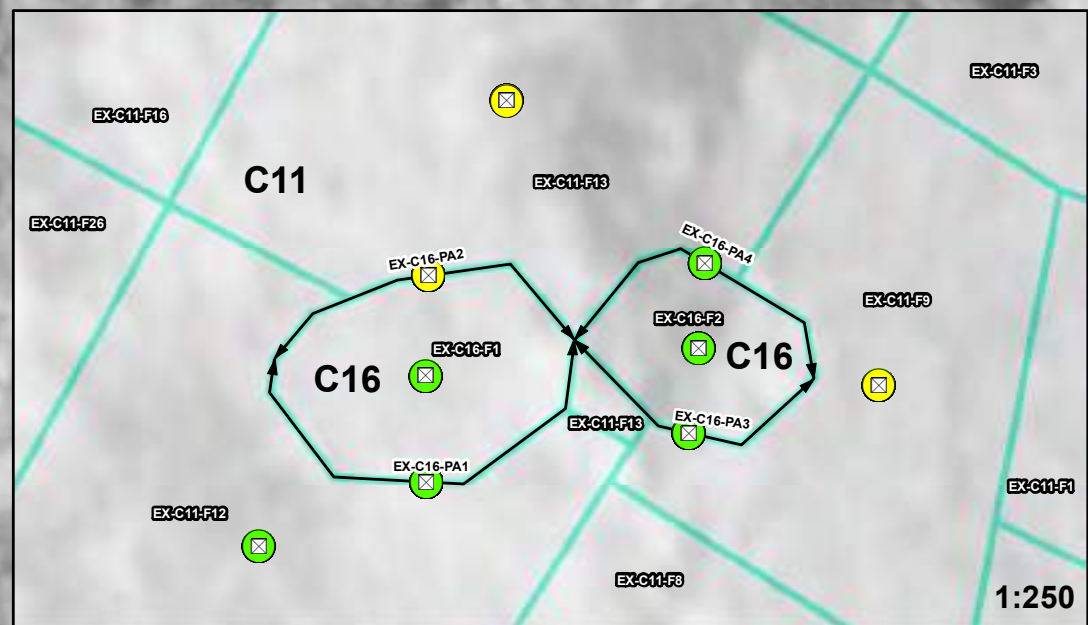 EX-C11-F3
EX-C11-F16
C11
EX-C11-F13
EX-C11-F26
EX-C16-PA4
EX-C16-PA2
EX-C11-F9
EX-C16-F2
EX-C16-F1
C16
C16
EX-C16-PA3
EX-C11-F13
EX-C16-PA1
EX-C11-F1
EX-C11-F12
EX-C11-F8
1:250